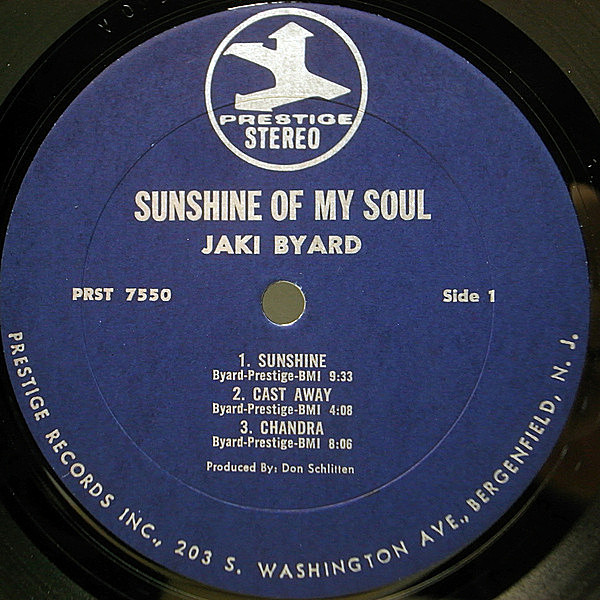 PRESTIGE
STEREO
SUNSHINE OF MY SOUL
JAKI BYARD
PRST 7550
Side 1
1. SUNSHINE
Byard-Prestige-BMI 9:33
2. CAST AWAY
Byard-Prestige-BMI 4:08
3. CHANDRA
Byard-Prestige-BMI 8:06
Produced By: Don Schlitten
PRESTIGE RECORDS INC., 203 S. WASHINGTON AVE., BERGENFIELD, N. J.